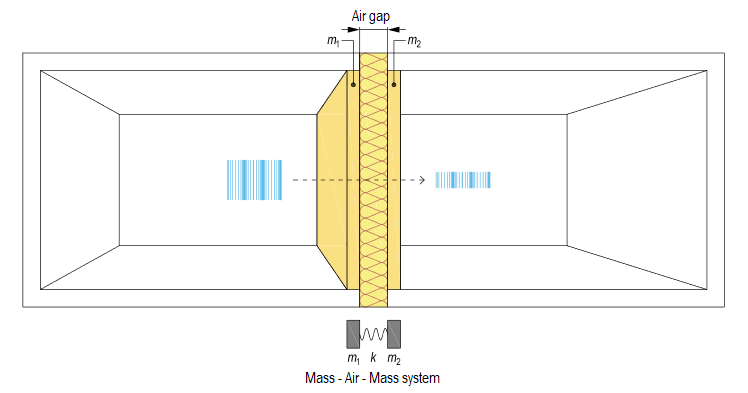 Air gap
m₁ m₂
m₁ k m₂
Mass - Air - Mass system